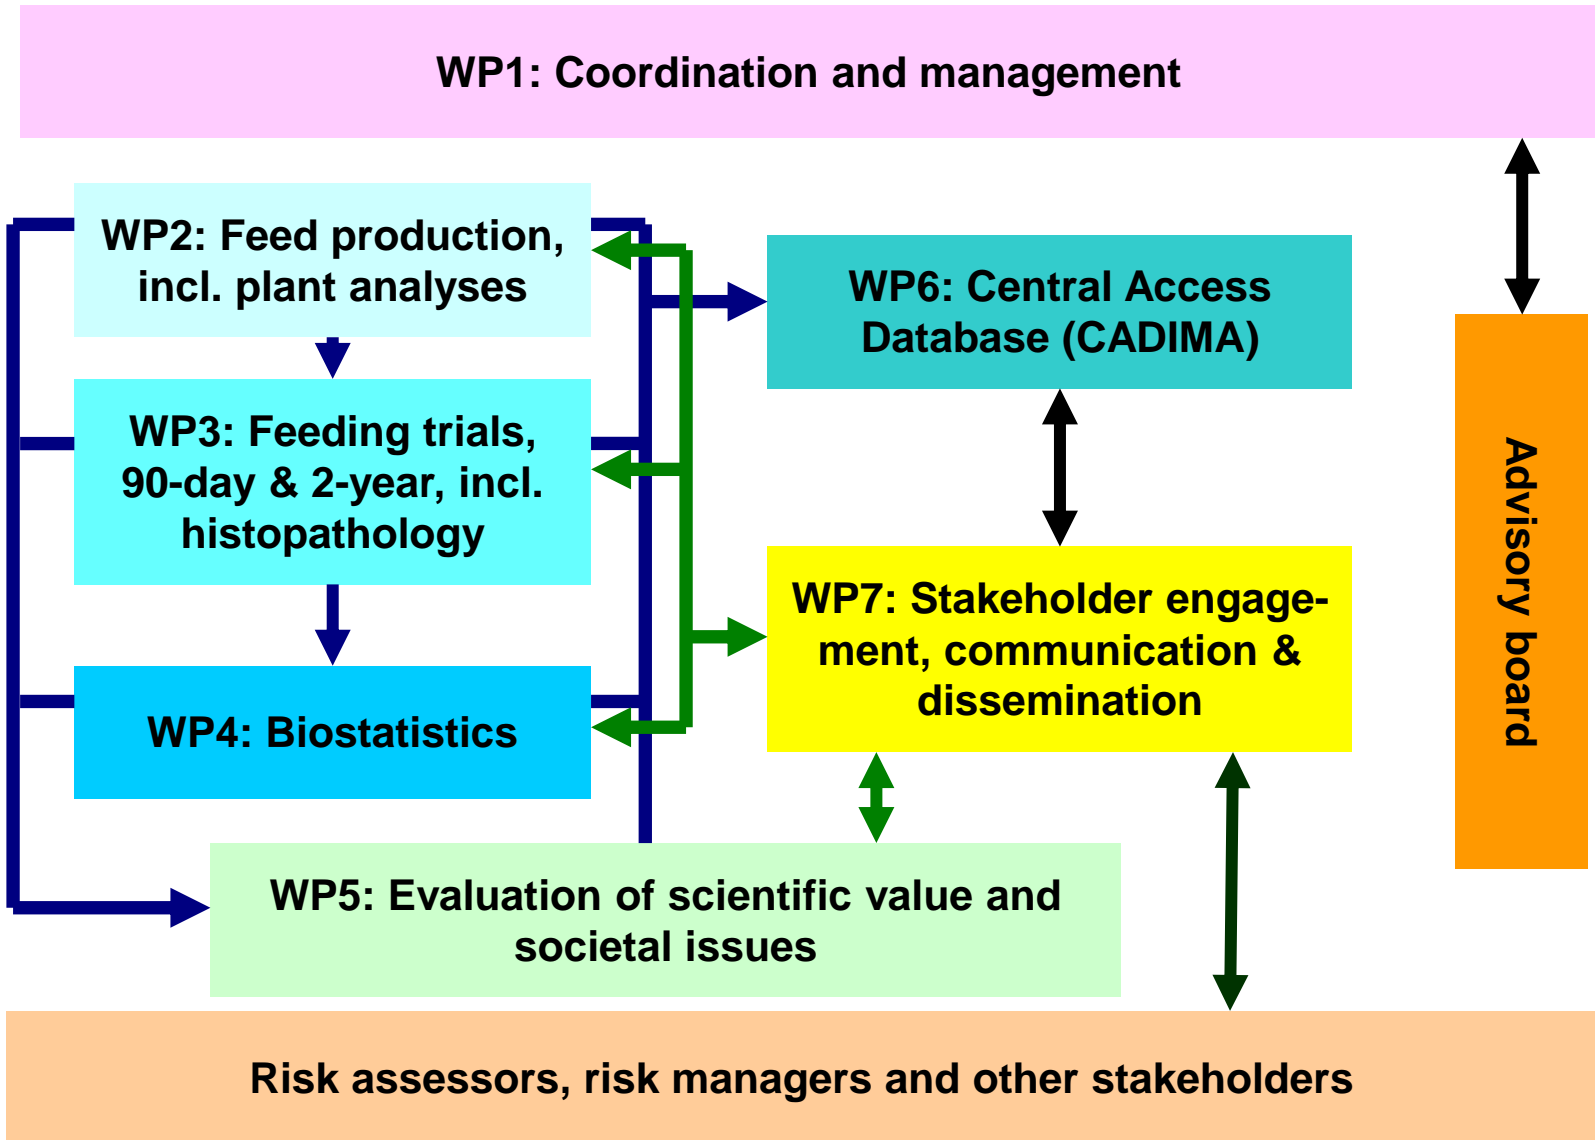 WP1: Coordination and management
WP2: Feed production,
incl. plant analyses
WP6: Central Access
Database (CADIMA)
WP3: Feeding trials,
90-day & 2-year, incl.
histopathology
Advisory board
WP7: Stakeholder engage-
ment, communication &
dissemination
WP4: Biostatistics
WP5: Evaluation of scientific value and
societal issues
Risk assessors, risk managers and other stakeholders